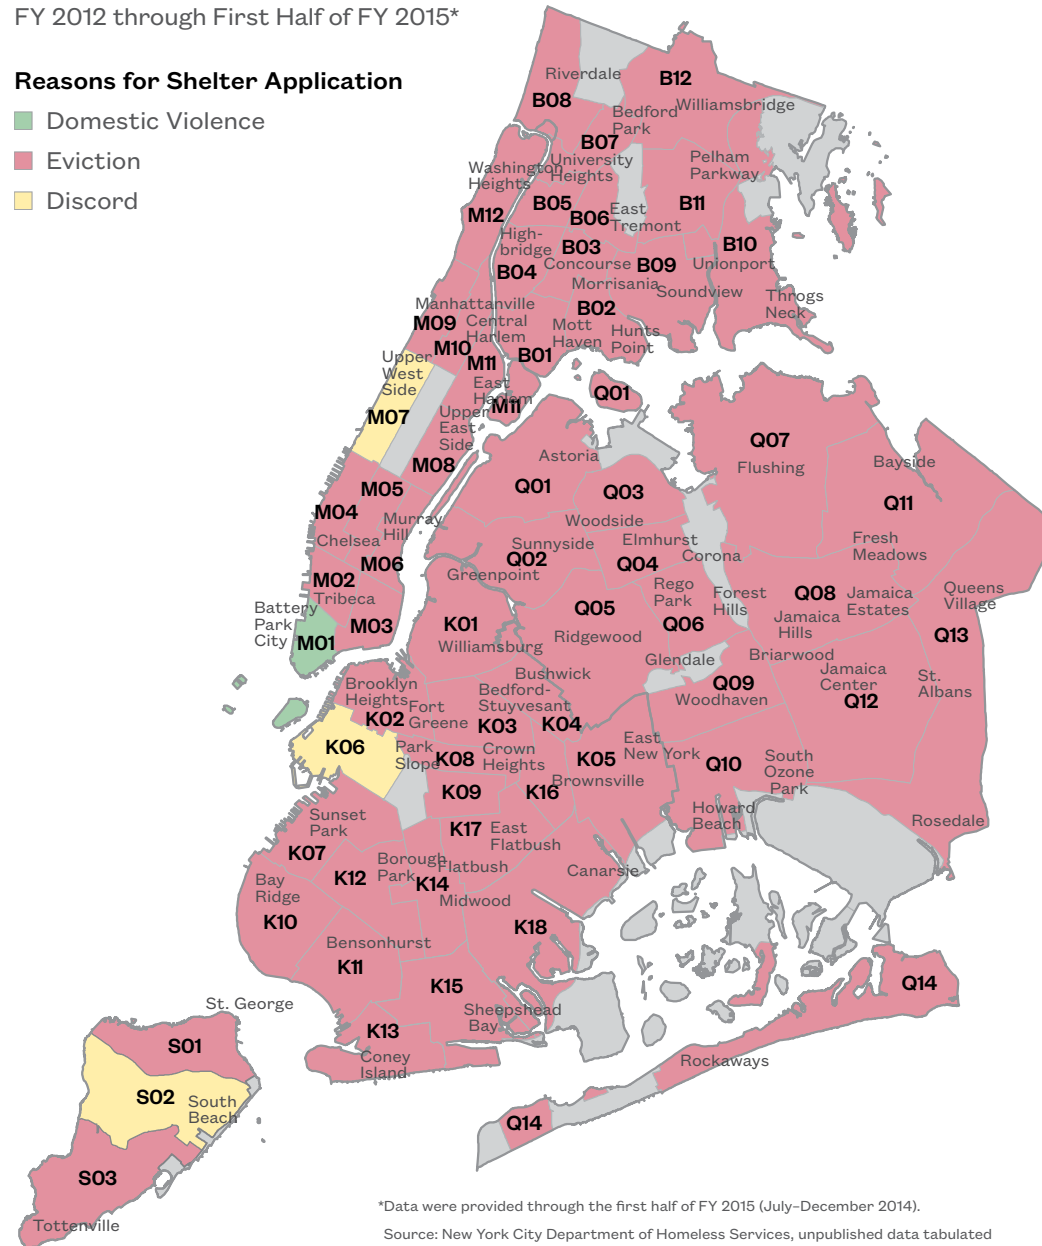 FY 2012 through First Half of FY 2015*
Reasons for Shelter Application
Domestic Violence
Eviction
Discord
Riverdale
B12
B08
Williamsbridge
Bedford
Park
B07
University
Heights
Pelham
Parkway
Washington
Heights
B05
B06
B11
M12
East
Tremont
High-
bridge
B03
B10
Concourse
B09
Unionport
B04
Morrisania
Soundview
Throgs
Neck
Manhattanville
M09
Central
Harlem
B02
Mott
Haven
Hunts
Point
M10
B01
Upper
West
Side
M11
East
Harlem
M11
Q01
M07
Upper
East
Side
Q07
Flushing
M08
Astoria
Bayside
M05
Q01
Q03
Q11
M04
Murray
Hill
Woodside
Chelsea
Sunnyside
Elmhurst
Fresh
Meadows
M06
Q02
Q04
Corona
M02
Greenpoint
Tribeca
Rego
Park
Forest
Hills
Q08
Jamaica
Estates
Queens
Village
Battery
Park
City
Q05
M03
K01
Q06
Jamaica
Hills
M01
Williamsburg
Ridgewood
Q13
Glendale
Briarwood
Bushwick
Jamaica
Center
St.
Albans
Brooklyn
Heights
Bedford-
Stuyvesant
Q09
Woodhaven
Q12
Fort
Greene
K02
K03
K04
K06
Park
Slope
K08
Crown
Heights
East
New York
K05
Q10
South
Ozone
Park
K09
K16
Brownsville
Howard
Beach
Sunset
Park
K17
East
Flatbush
Rosedale
K07
Borough
Park
Flatbush
Canarsie
K12
K14
Bay
Ridge
Midwood
K10
K18
Bensonhurst
K11
K15
Q14
St. George
Sheepshead
Bay
K13
S01
Coney
Island
Rockaways
S02
South
Beach
Q14
S03
Tottenville
*Data were provided through the first half of FY 2015 (July–December 2014).
Source: New York City Department of Homeless Services, unpublished data tabulated